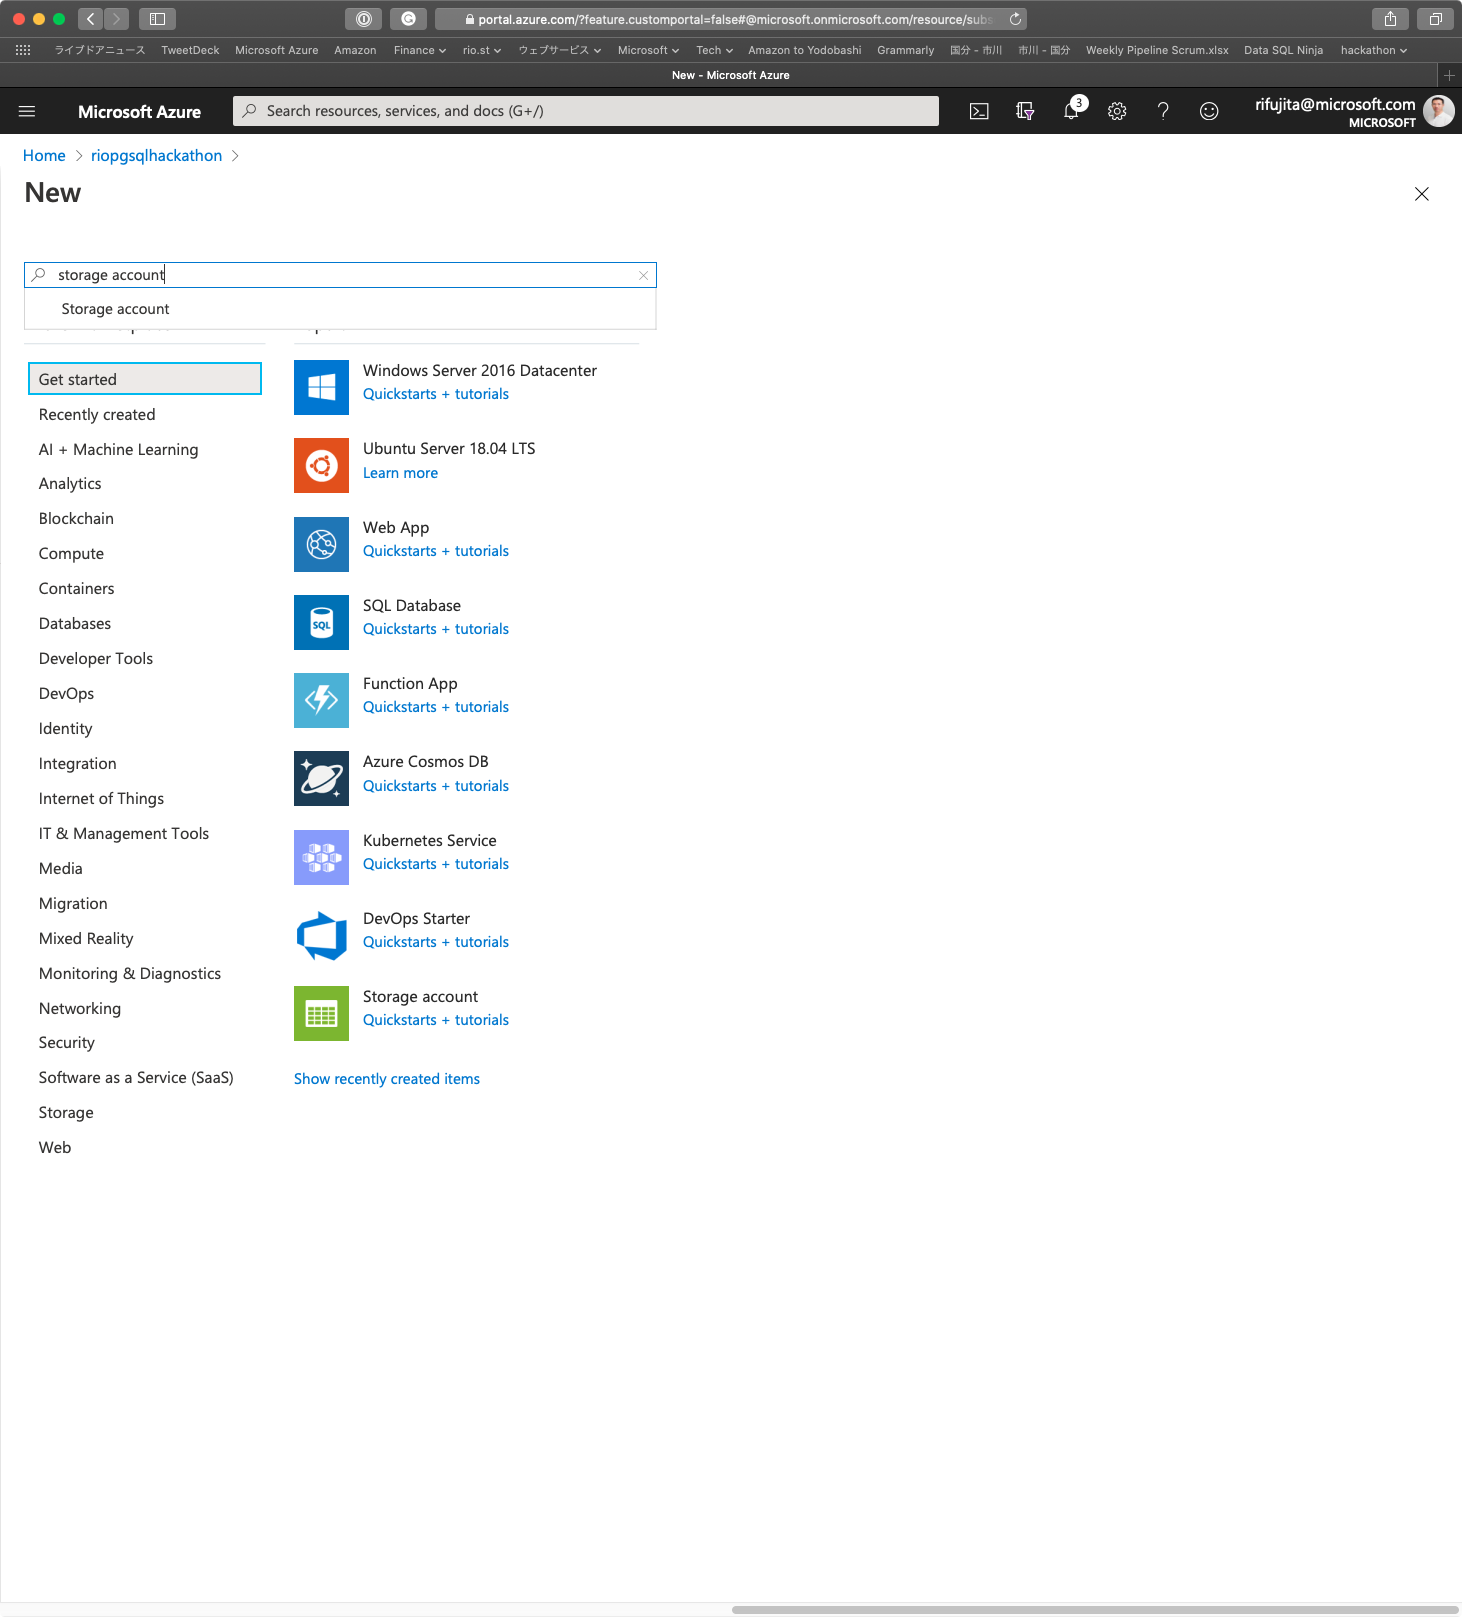 portal.azure.com/?feature.customportal=false#@microsoft.onmicrosoft.com/resource/subs
ライブドアニュース TweetDeck Microsoft Azure Amazon Finance rio.st ウェブサービス Microsoft Tech Amazon to Yodobashi Grammarly 国分 - 市川 市川 - 国分 Weekly Pipeline Scrum.xlsx Data SQL Ninja hackathon
New - Microsoft Azure
Microsoft Azure
Search resources, services, and docs (G+/)
3
rifujita@microsoft.com
MICROSOFT
Home > riopgsqlhackathon >
New
storage account
Storage account
Get started
Recently created
AI + Machine Learning
Analytics
Blockchain
Compute
Containers
Databases
Developer Tools
DevOps
Identity
Integration
Internet of Things
IT & Management Tools
Media
Migration
Mixed Reality
Monitoring & Diagnostics
Networking
Security
Software as a Service (SaaS)
Storage
Web
Windows Server 2016 Datacenter
Quickstarts + tutorials
Ubuntu Server 18.04 LTS
Learn more
Web App
Quickstarts + tutorials
SQL
SQL Database
Quickstarts + tutorials
Function App
Quickstarts + tutorials
Azure Cosmos DB
Quickstarts + tutorials
Kubernetes Service
Quickstarts + tutorials
DevOps Starter
Quickstarts + tutorials
Storage account
Quickstarts + tutorials
Show recently created items